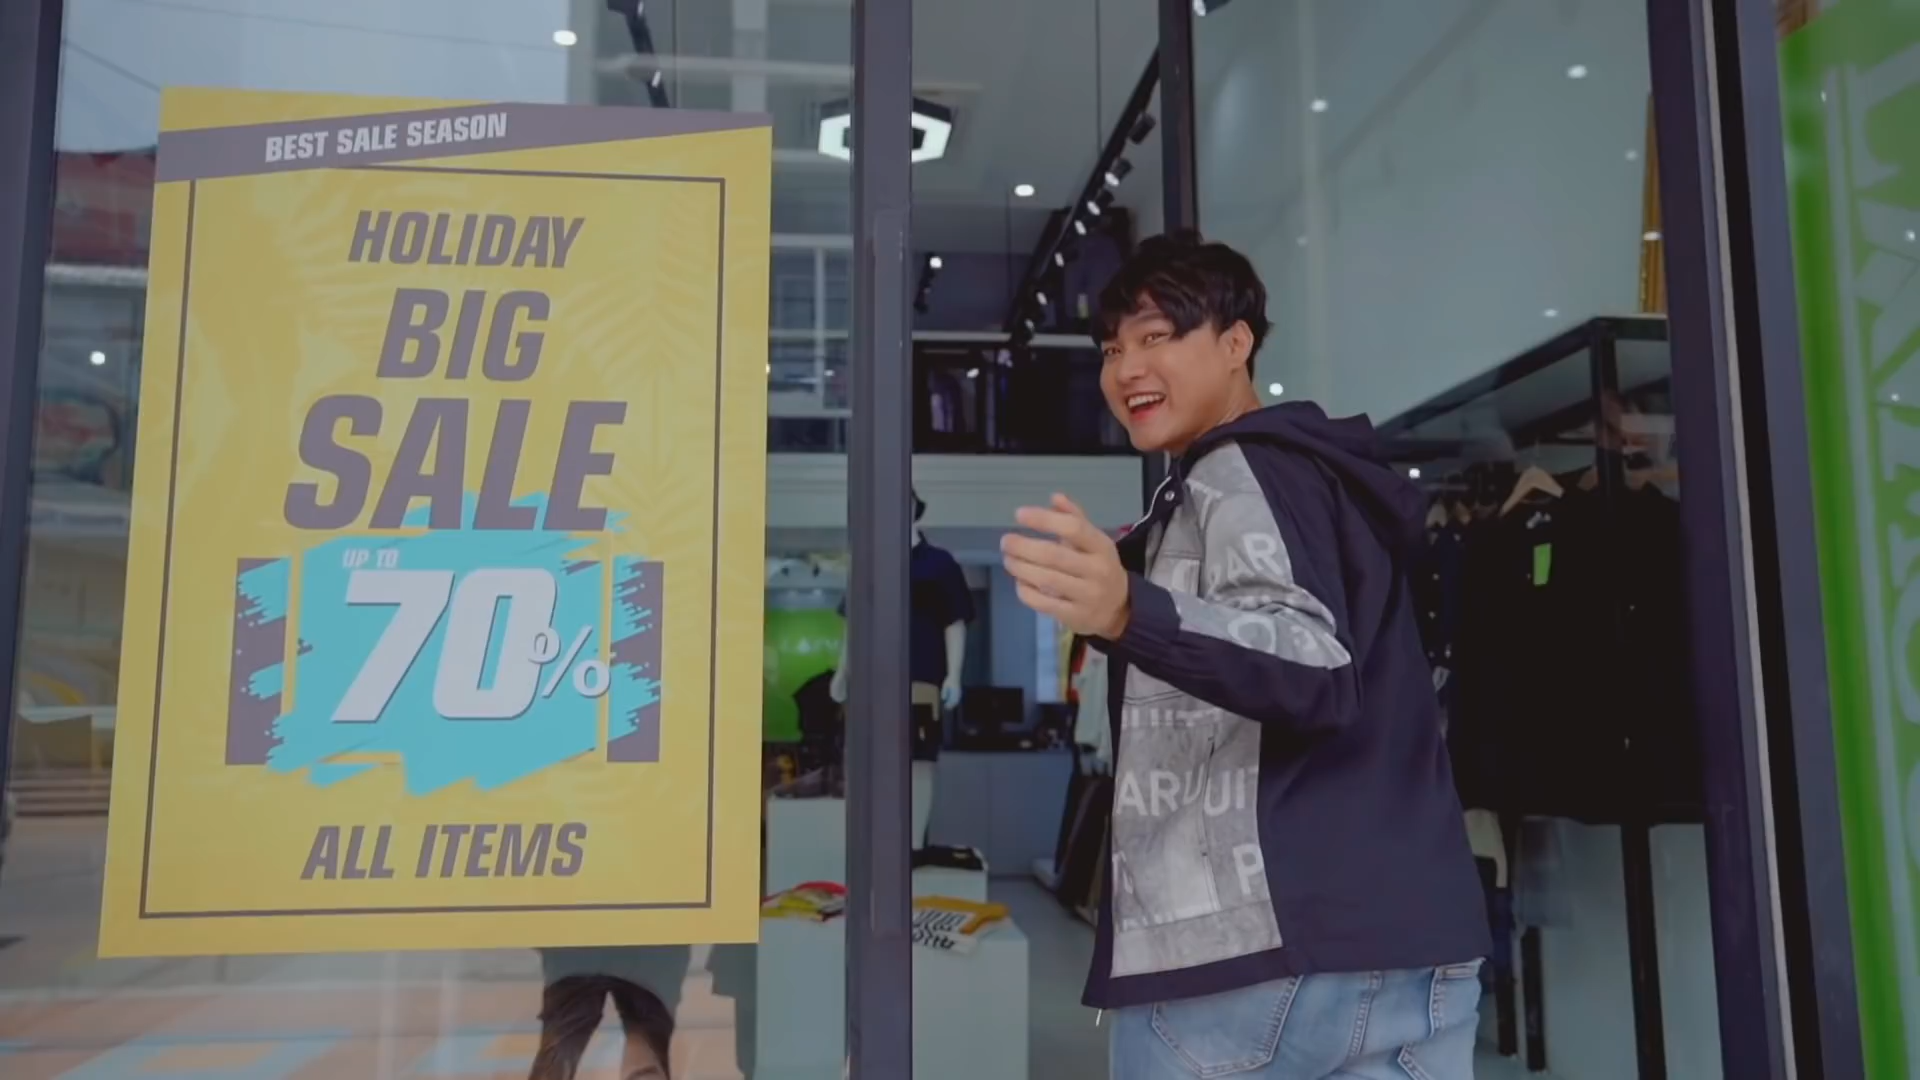 BEST SALE SEASON
HOLIDAY
BIG
SALE
UP TO
70%
ALL ITEMS